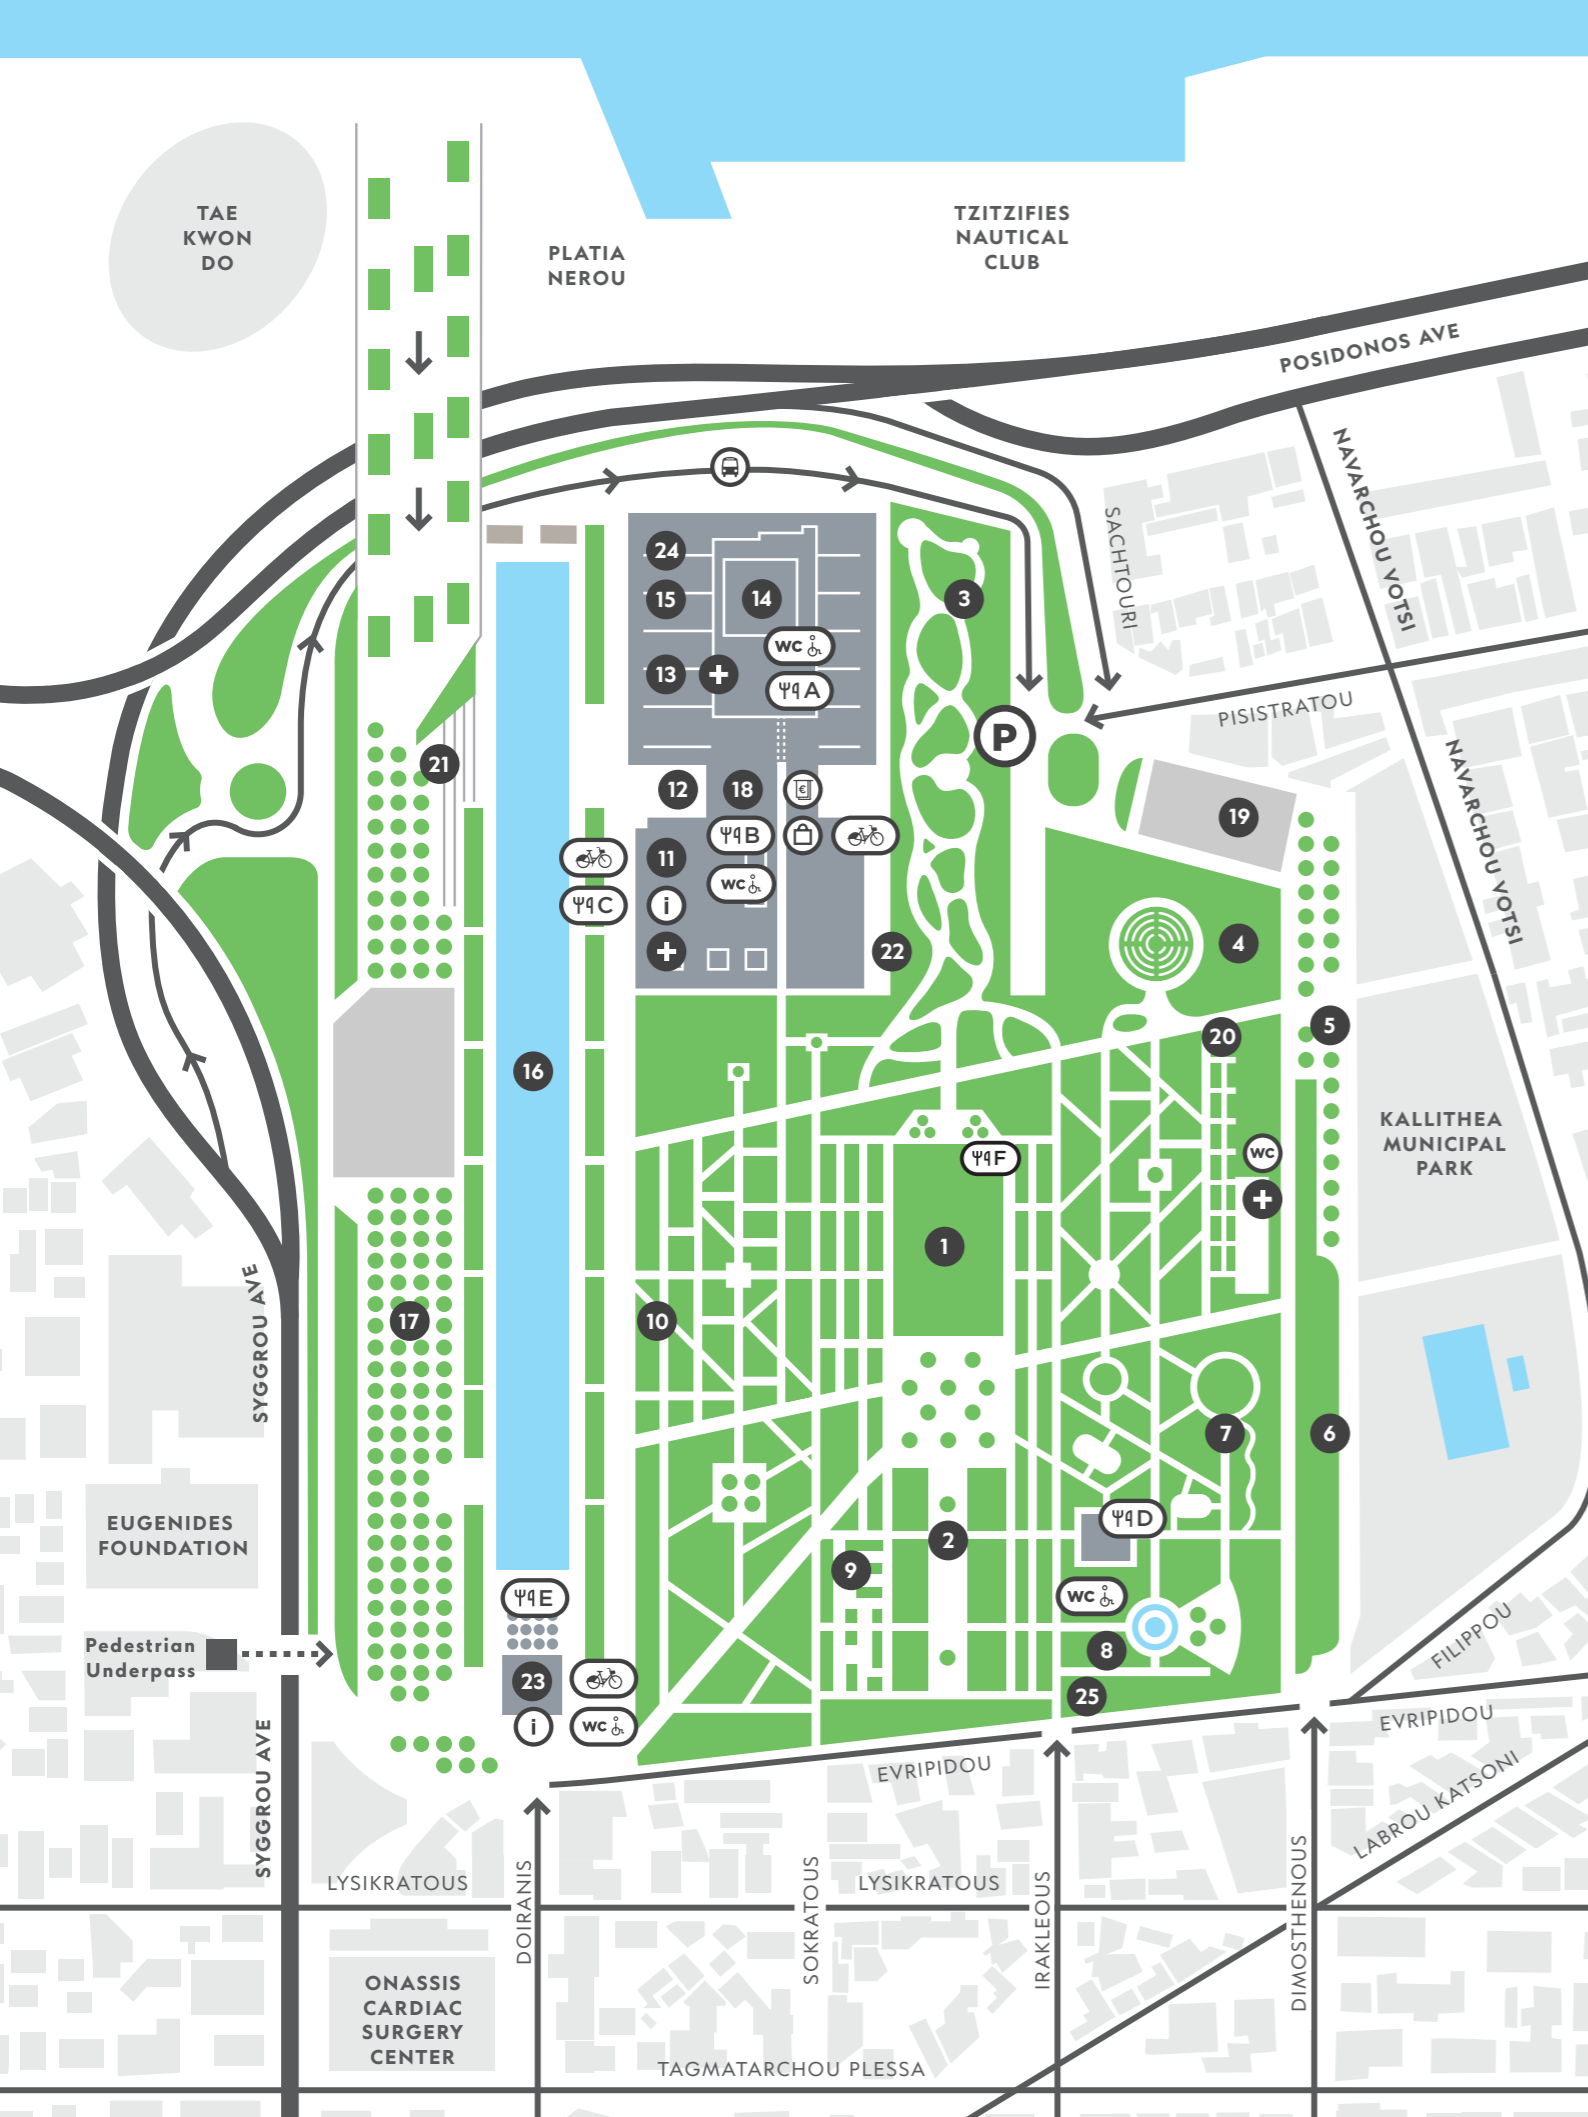 TAE
KWON
DO
PLATIA
NEROU
TZITZIFIES
NAUTICAL
CLUB
POSIDONOS AVE
NAVARCHOU VOTSI
SACHTOURI
24
15
14
3
WC
13
A
P
PISISTRATOU
NAVARCHOU VOTSI
21
12
18
€
19
B
11
C
WC
i
22
4
16
20
5
KALLITHEA
MUNICIPAL
PARK
WC
F
1
SYGGROU AVE
17
10
7
6
EUGENIDES
FOUNDATION
D
2
9
E
WC
Pedestrian
Underpass
8
FILIPPOU
23
25
i
WC
SYGGROU AVE
EVRIPIDOU
EVRIPIDOU
LABROU KATSONI
LYSIKRATOUS
LYSIKRATOUS
DOIRANIS
SOKRATOUS
IRAKLEOUS
DIMOSTHENOUS
ONASSIS
CARDIAC
SURGERY
CENTER
TAGMATARCHOU PLESSA